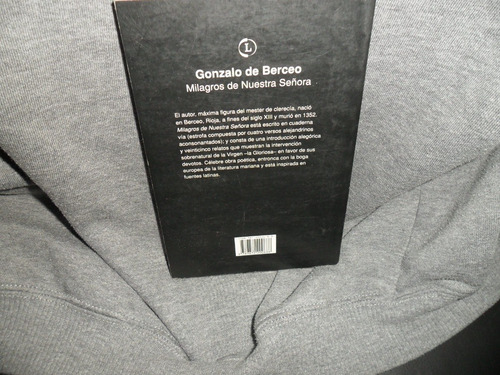 L
Gonzalo de Berceo
Milagros de Nuestra Señora
El autor, máxima figura del mester de clerecía, nació
en Berceo, Rioja, a fines del siglo XIII y murió en 1352.
Milagros de Nuestra Señora está escrito en cuaderna
vía (estrofa compuesta por cuatro versos alejandrinos
aconsonantados); y consta de una introducción alegórica
y veinticinco relatos que muestran la intervención
sobrenatural de la Virgen –la Gloriosa– en favor de sus
devotos. Célebre obra poética, entronca con la boga
europea de la literatura mariana y está inspirada en
fuentes latinas.